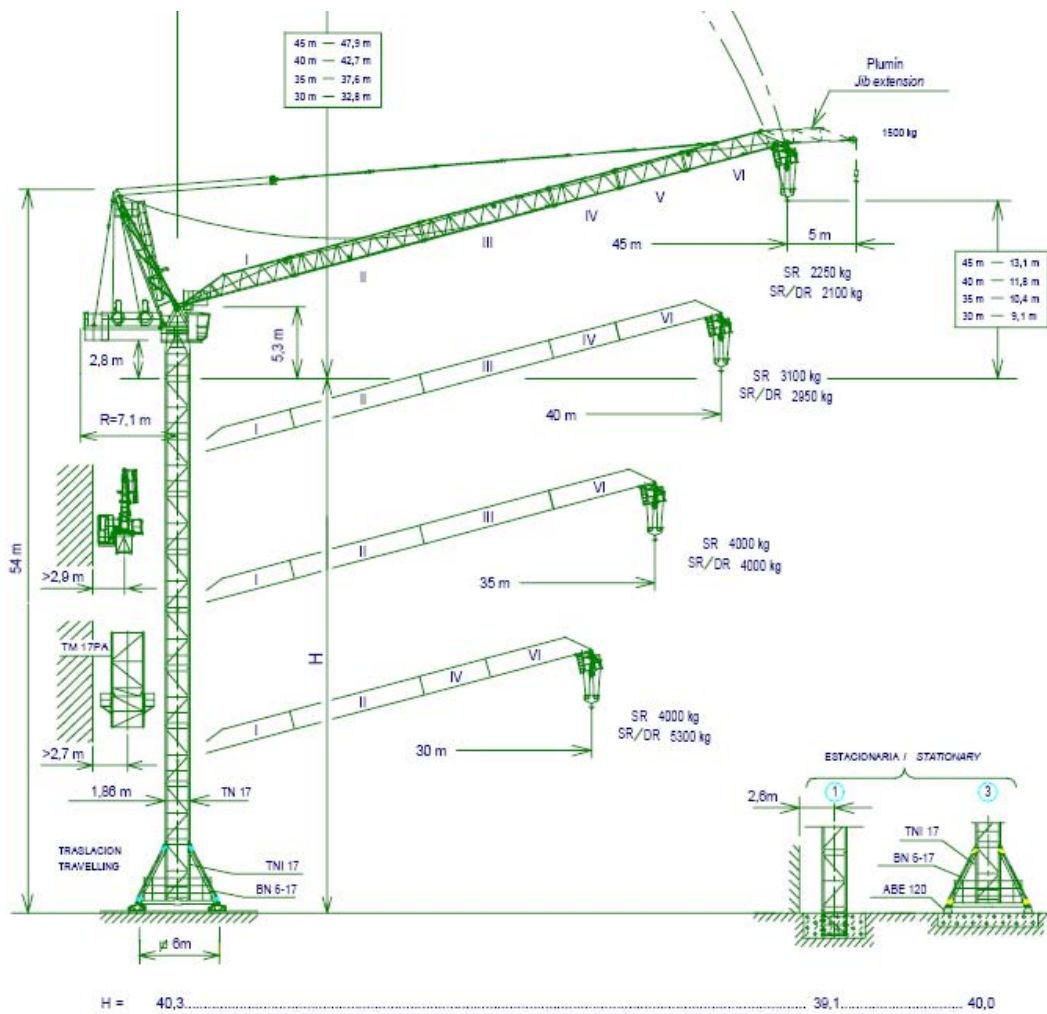 45 m — 47,9 m
40 m — 42,7 m
35 m — 37,6 m
30 m — 32,8 m
Plumín
Jib extension
1500 kg
VI
V
IV
III
II
I
45 m
5 m
SR 2250 kg
SR/DR 2100 kg
45 m — 13,1 m
40 m — 11,8 m
35 m — 10,4 m
30 m — 9,1 m
5,3 m
2,8 m
R=7,1 m
I
II
III
IV
VI
SR 3100 kg
SR/DR 2950 kg
40 m
54 m
>2,9 m
I
II
III
VI
SR 4000 kg
SR/DR 4000 kg
35 m
H
TM 17PA
>2,7 m
I
II
IV
VI
SR 4000 kg
SR/DR 5300 kg
30 m
1,86 m
TN 17
TRASLACION
TRAVELLING
TNI 17
BN 6-17
ø 6m
ESTACIONARIA / STATIONARY
1
3
2,6m
TNI 17
BN 6-17
ABE 120
H = 40,3 39,1 40,0